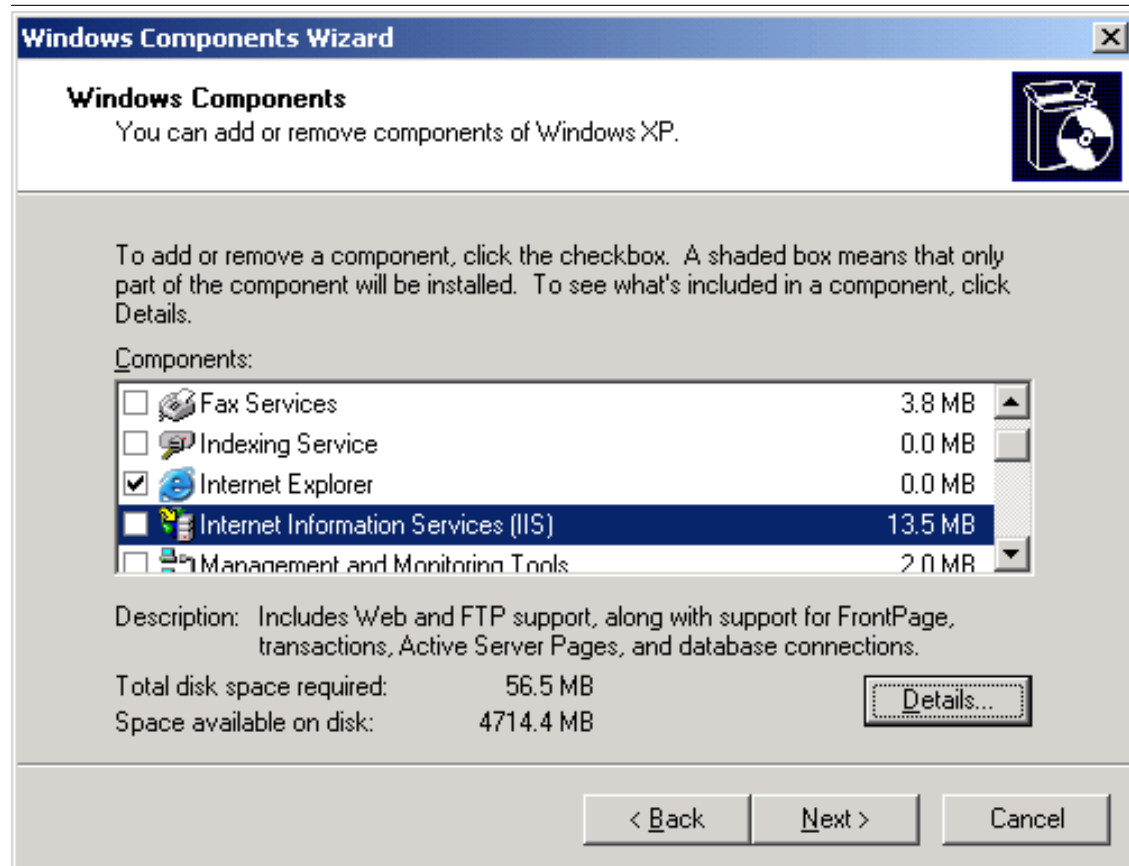 Windows Components Wizard
Windows Components
You can add or remove components of Windows XP.
To add or remove a component, click the checkbox. A shaded box means that only
part of the component will be installed. To see what's included in a component, click
Details.
Components:
Fax Services 3.8 MB
Indexing Service 0.0 MB
Internet Explorer 0.0 MB
Internet Information Services (IIS) 13.5 MB
Management and Monitoring Tools 2.0 MB
Description: Includes Web and FTP support, along with support for FrontPage,
transactions, Active Server Pages, and database connections.
Total disk space required: 56.5 MB
Space available on disk: 4714.4 MB
Details...
< Back Next > Cancel